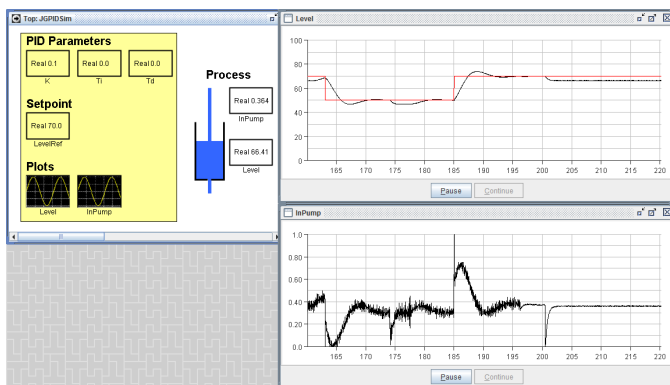 Top: JGPIDSim
PID Parameters
Real 0.1
Real 0.0
Real 0.0
K
Ti
Td
Setpoint
Real 70.0
LevelRef
Plots
Level
InPump
Process
Real 0.364
InPump
Real 66.41
Level
Level
100
80
60
40
20
0
165 170 175 180 185 190 195 200 205 210 215 220
Pause Continue
InPump
1.0
0.8
0.6
0.4
0.2
0.0
165 170 175 180 185 190 195 200 205 210 215 220
Pause Continue